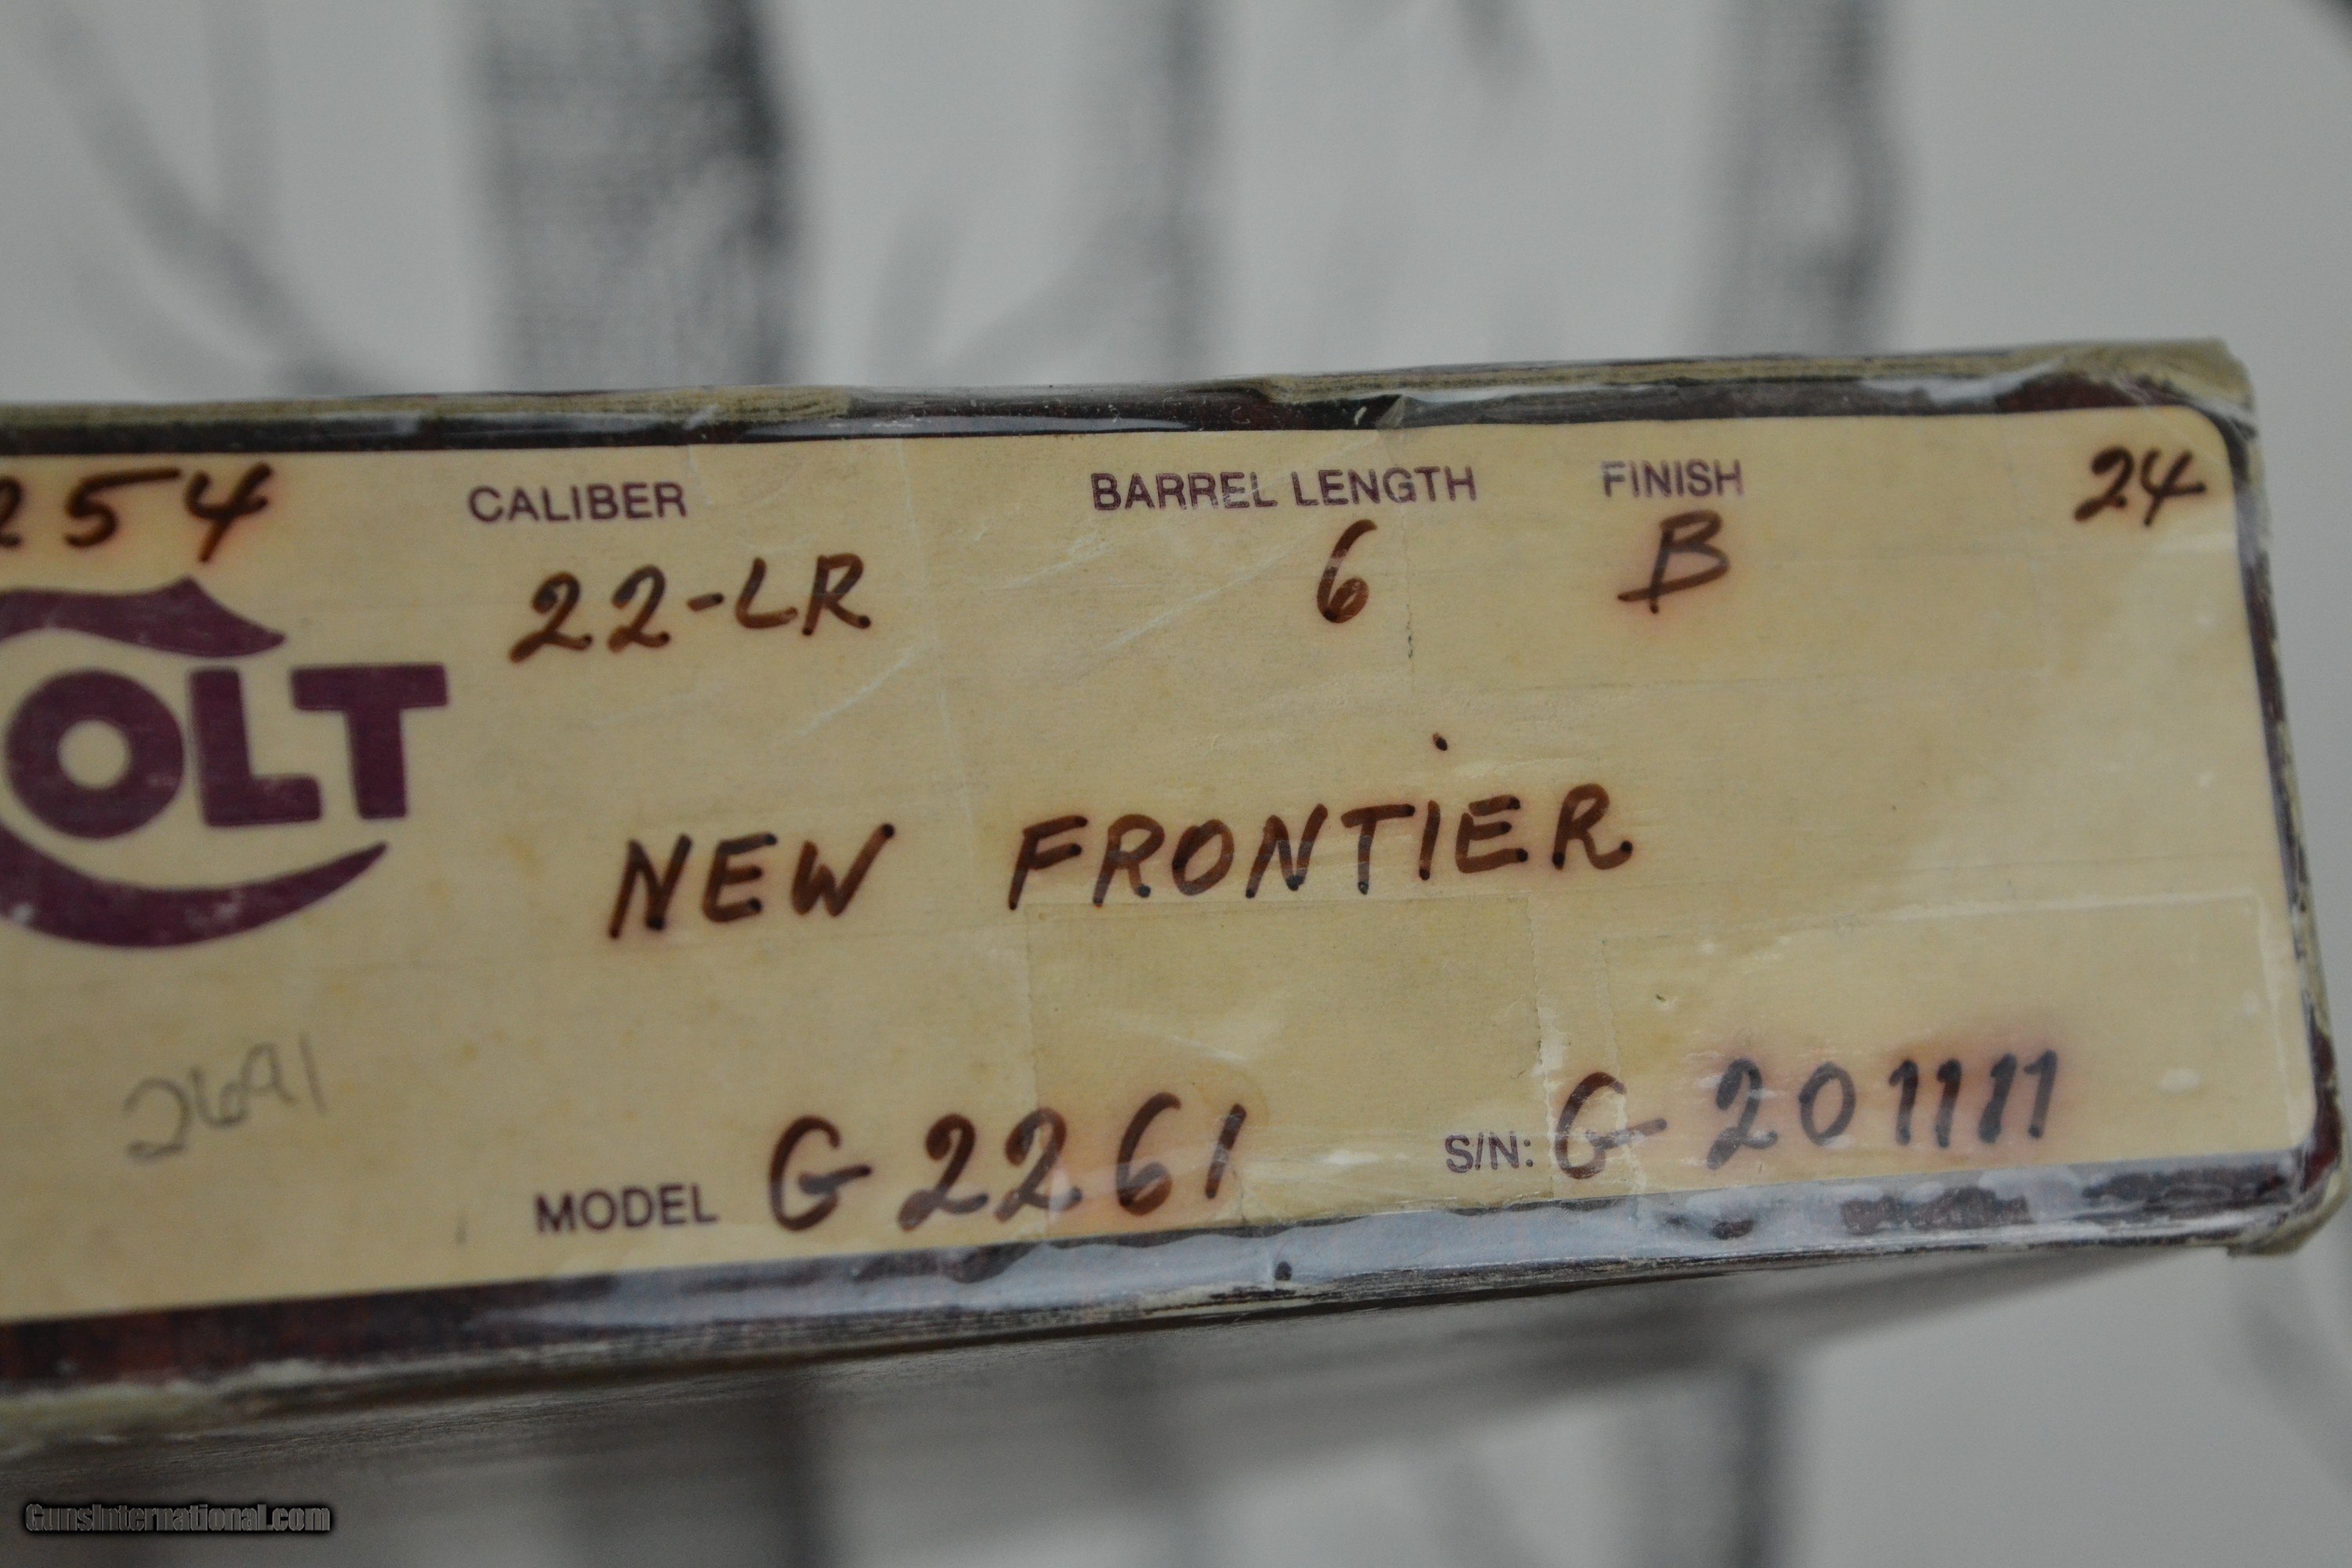 254 CALIBER BARREL LENGTH FINISH 24
22-LR 6 B
OLT
NEW FRONTIER
2691
MODEL G2261 S/N: G 201111
GunsInternational.com